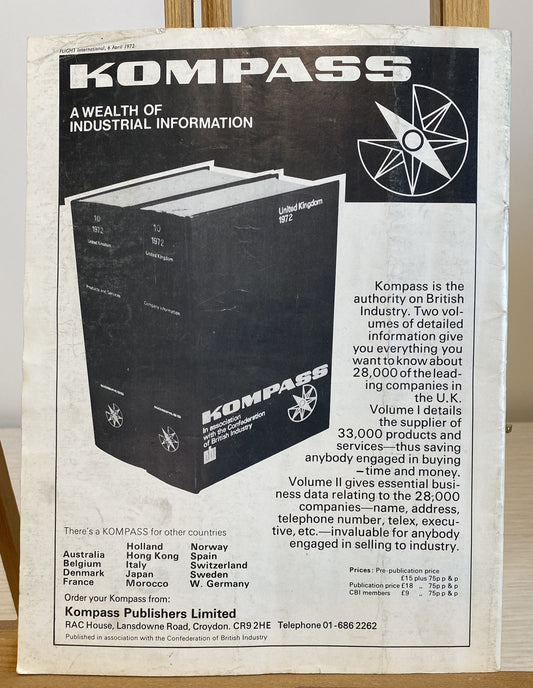 FLIGHT International, 6 April 1972
KOMPASS
A WEALTH OF
INDUSTRIAL INFORMATION
10
1972
United Kingdom
Products and Services
10
1972
United Kingdom
Company Information
United Kingdom
1972
KOMPASS
In association
with the Confederation
of British Industry
Kompass is the
authority on British
Industry. Two vol-
umes of detailed
information give
you everything you
want to know about
28,000 of the lead-
ing companies in
the U.K.
Volume I details
the supplier of
33,000 products and
services—thus saving
anybody engaged in buying
–time and money.
Volume II gives essential busi-
ness data relating to the 28,000
companies—name, address,
telephone number, telex, execu-
tive, etc.—invaluable for anybody
engaged in selling to industry.
There's a KOMPASS for other countries
Australia Holland Norway
Belgium Hong Kong Spain
Denmark Italy Switzerland
France Japan Sweden
Morocco W. Germany
Prices: Pre-publication price
£15 plus 75p p & p
Publication price £18 ,, 75p p & p
CBI members £9 ,, 75p p & p
Order your Kompass from:
Kompass Publishers Limited
RAC House, Lansdowne Road, Croydon. CR9 2HE Telephone 01-686 2262
Published in association with the Confederation of British Industry